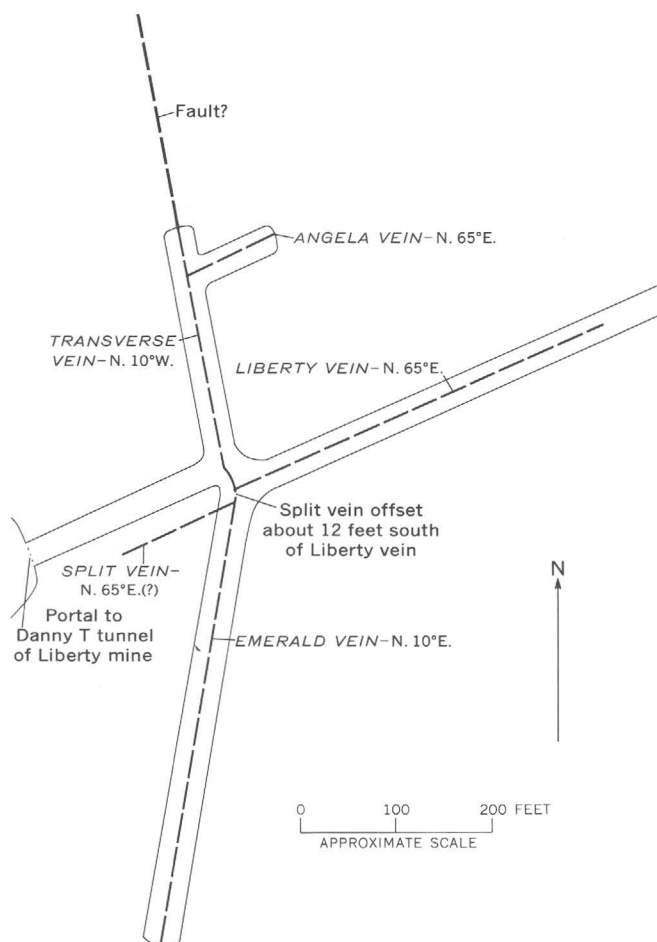 Fault?
ANGELA VEIN–N. 65°E.
TRANSVERSE
VEIN–N. 10°W.
LIBERTY VEIN–N. 65°E.
Split vein offset
about 12 feet south
of Liberty vein
SPLIT VEIN–
N. 65°E.(?)
Portal to
Danny T tunnel
of Liberty mine
N
EMERALD VEIN–N. 10°E.
0 100 200 FEET
APPROXIMATE SCALE